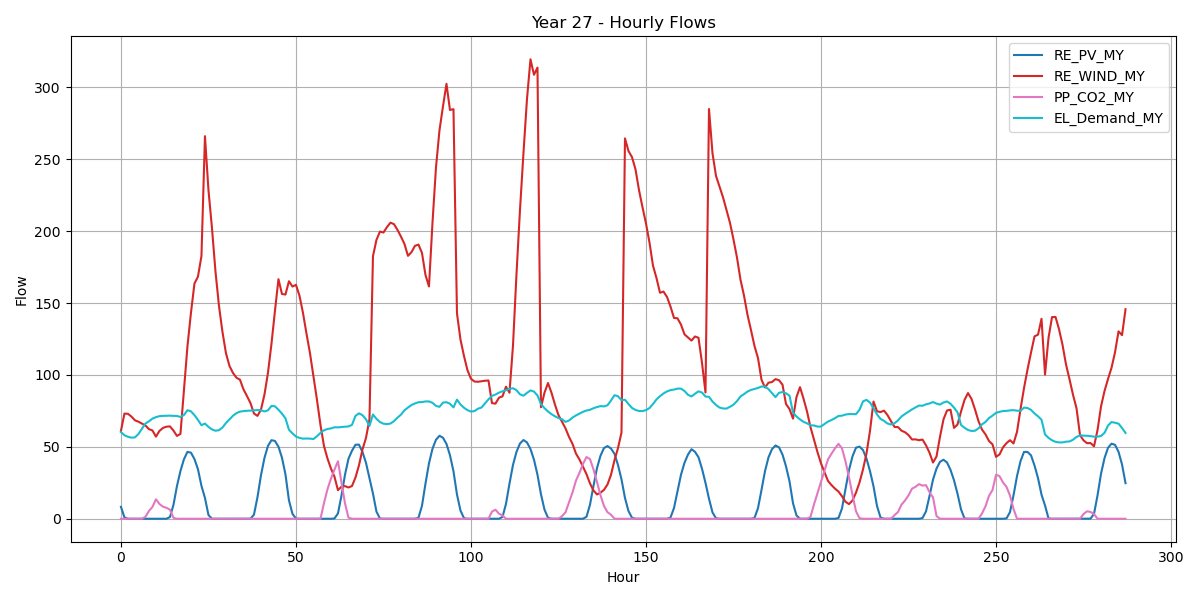 Year 27 - Hourly Flows
RE_PV_MY
RE_WIND_MY
PP_CO2_MY
EL_Demand_MY
Flow
300
250
200
150
100
50
0
0 50 100 150 200 250 300
Hour